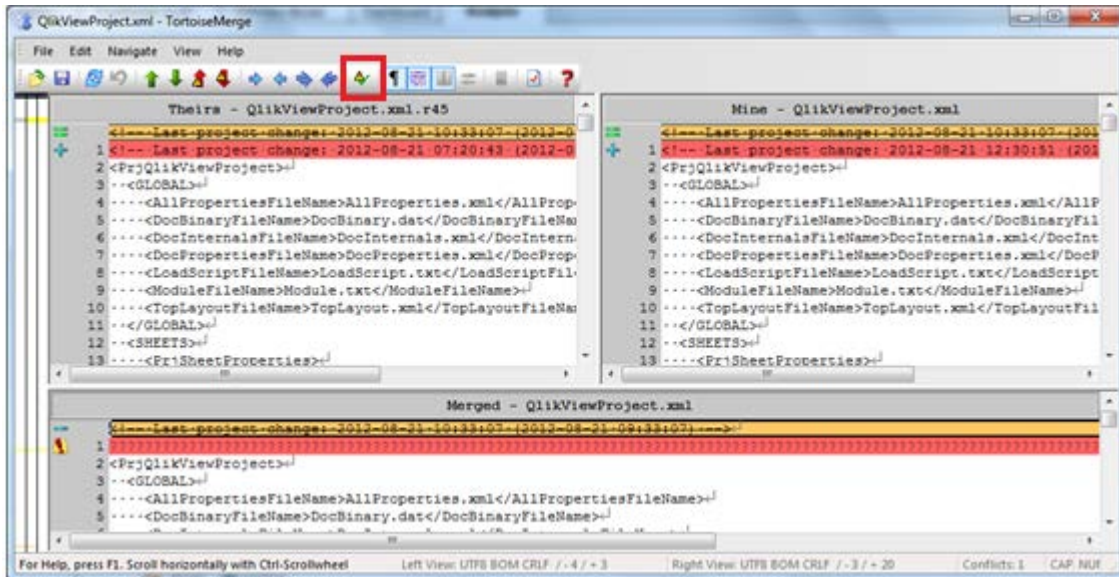 QlikViewProject.xml - TortoiseMerge
File Edit Navigate View Help
Theirs - QlikViewProject.xml.r45
<!-- Last·project·change: 2012-08-21·10:33:07·(2012-0
1 <!-- Last project change: 2012-08-21 07:20:43 (2012-0
2 <PrjQlikViewProject>
3 ··<GLOBAL>
4 ····<AllPropertiesFileName>AllProperties.xml</AllProp
5 ····<DocBinaryFileName>DocBinary.dat</DocBinaryFileNa
6 ····<DocInternalsFileName>DocInternals.xml</DocIntern
7 ····<DocPropertiesFileName>DocProperties.xml</DocProp
8 ····<LoadScriptFileName>LoadScript.txt</LoadScriptFil
9 ····<ModuleFileName>Module.txt</ModuleFileName>
10 ····<TopLayoutFileName>TopLayout.xml</TopLayoutFileNa
11 ··</GLOBAL>
12 ··<SHEETS>
13 ····<PrjSheetProperties>
Mine - QlikViewProject.xml
<!-- Last·project·change: 2012-08-21·10:33:07·(201
1 <!-- Last project change: 2012-08-21 12:30:51 (201
2 <PrjQlikViewProject>
3 ··<GLOBAL>
4 ····<AllPropertiesFileName>AllProperties.xml</AllP
5 ····<DocBinaryFileName>DocBinary.dat</DocBinaryFil
6 ····<DocInternalsFileName>DocInternals.xml</DocInt
7 ····<DocPropertiesFileName>DocProperties.xml</DocP
8 ····<LoadScriptFileName>LoadScript.txt</LoadScript
9 ····<ModuleFileName>Module.txt</ModuleFileName>
10 ····<TopLayoutFileName>TopLayout.xml</TopLayoutFil
11 ··</GLOBAL>
12 ··<SHEETS>
13 ····<PrjSheetProperties>
Merged - QlikViewProject.xml
<!-- Last·project·change: 2012-08-21·10:33:07·(2012-08-21·09:33:07)·-->
1
2 <PrjQlikViewProject>
3 ··<GLOBAL>
4 ····<AllPropertiesFileName>AllProperties.xml</AllPropertiesFileName>
5 ····<DocBinaryFileName>DocBinary.dat</DocBinaryFileName>
For Help, press F1. Scroll horizontally with Ctrl-Scrollwheel
Left View: UTF8 BOM CRLF / - 4 / + 3
Right View: UTF8 BOM CRLF / - 3 / + 20
Conflicts: 1
CAP NUM